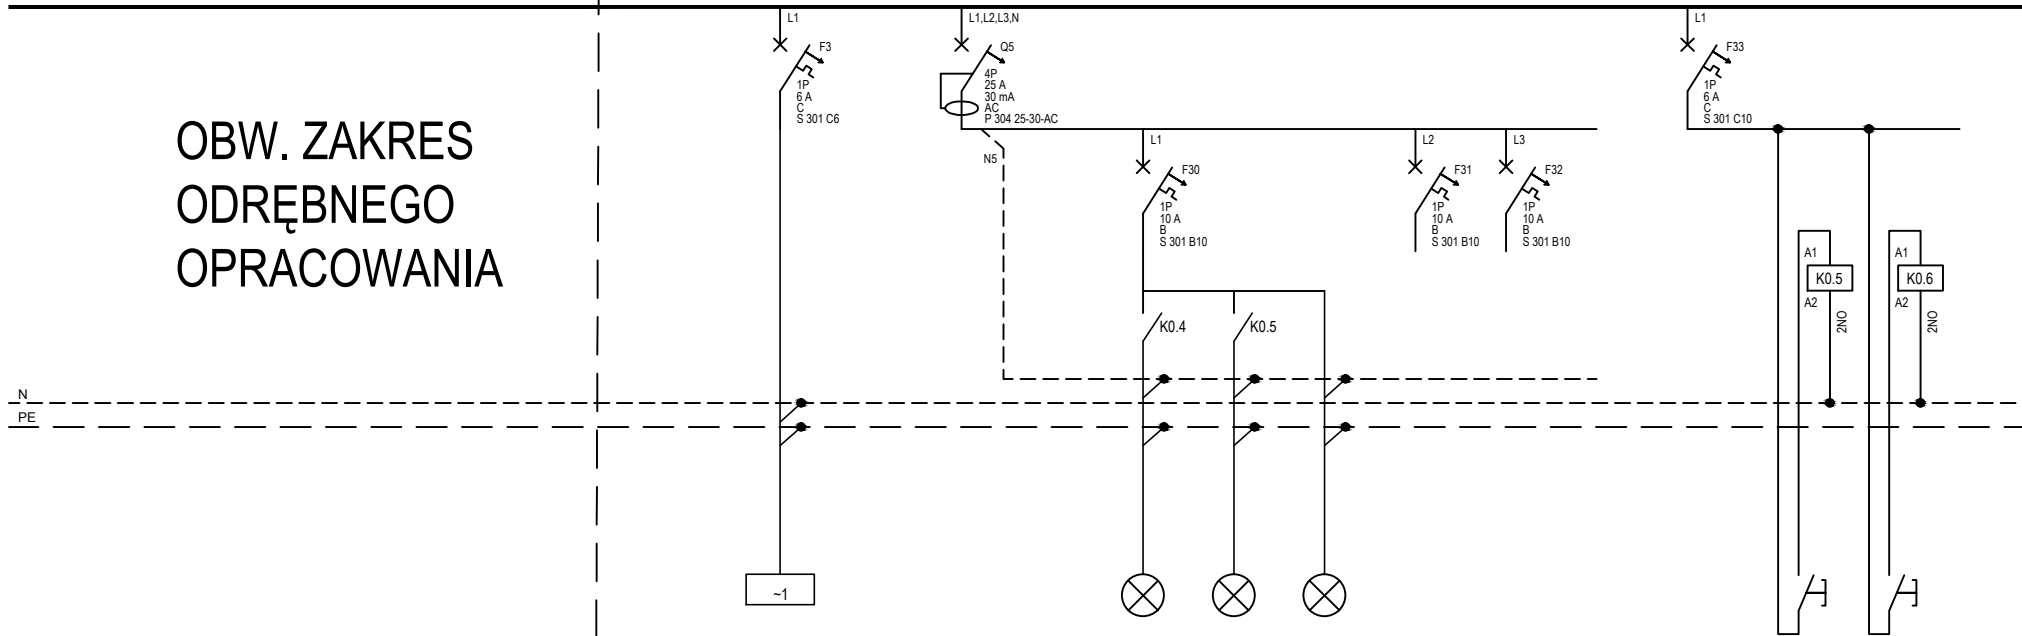 OBW. ZAKRES
ODRĘBNEGO
OPRACOWANIA
N
PE
L1
F3
1P
6 A
C
S 301 C6
~1
L1,L2,L3,N
Q5
4P
25 A
30 mA
AC
P 304 25-30-AC
N5
L1
F30
1P
10 A
B
S 301 B10
K0.4
K0.5
L2
F31
1P
10 A
B
S 301 B10
L3
F32
1P
10 A
B
S 301 B10
L1
F33
1P
6 A
C
S 301 C10
A1
K0.5
A2
2NO
A1
K0.6
A2
2NO